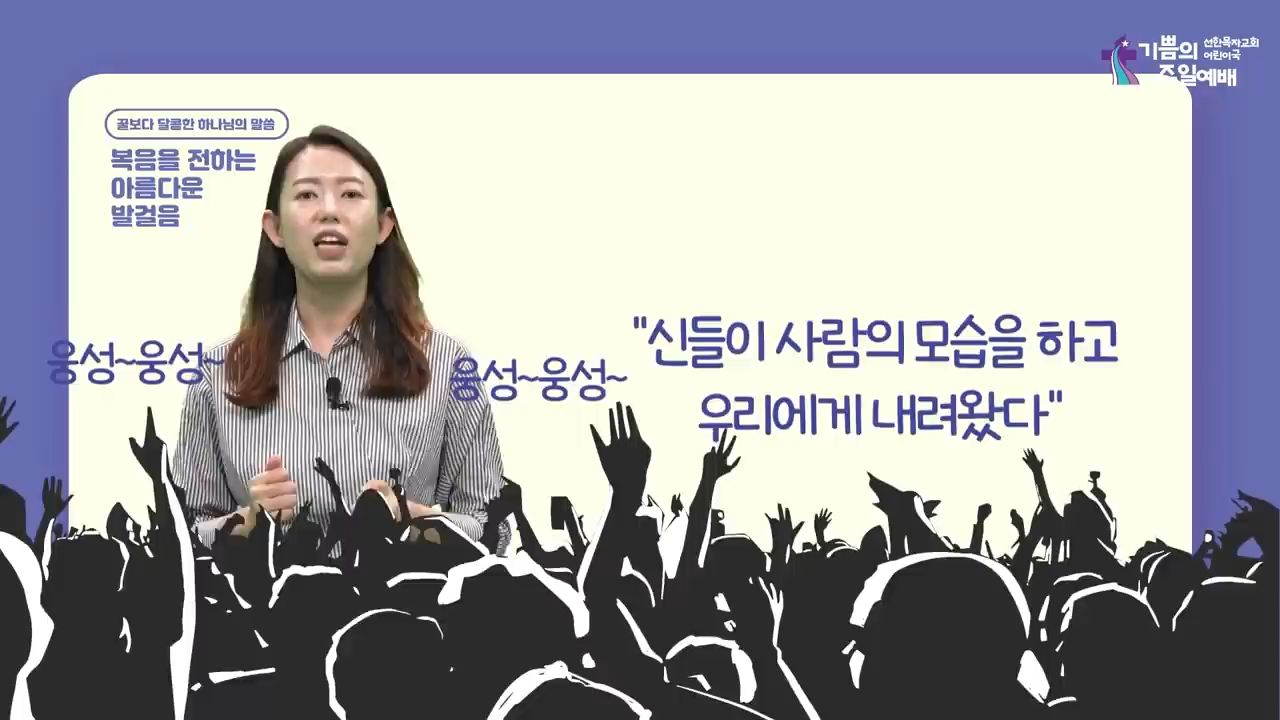 기쁨의 선한목자교회
어린이국
주일예배
꿀보다 달콤한 하나님의 말씀
복음을 전하는
아름다운
발걸음
"신들이 사람의 모습을 하고
우리에게 내려왔다"
웅성~웅성~
웅성~웅성~